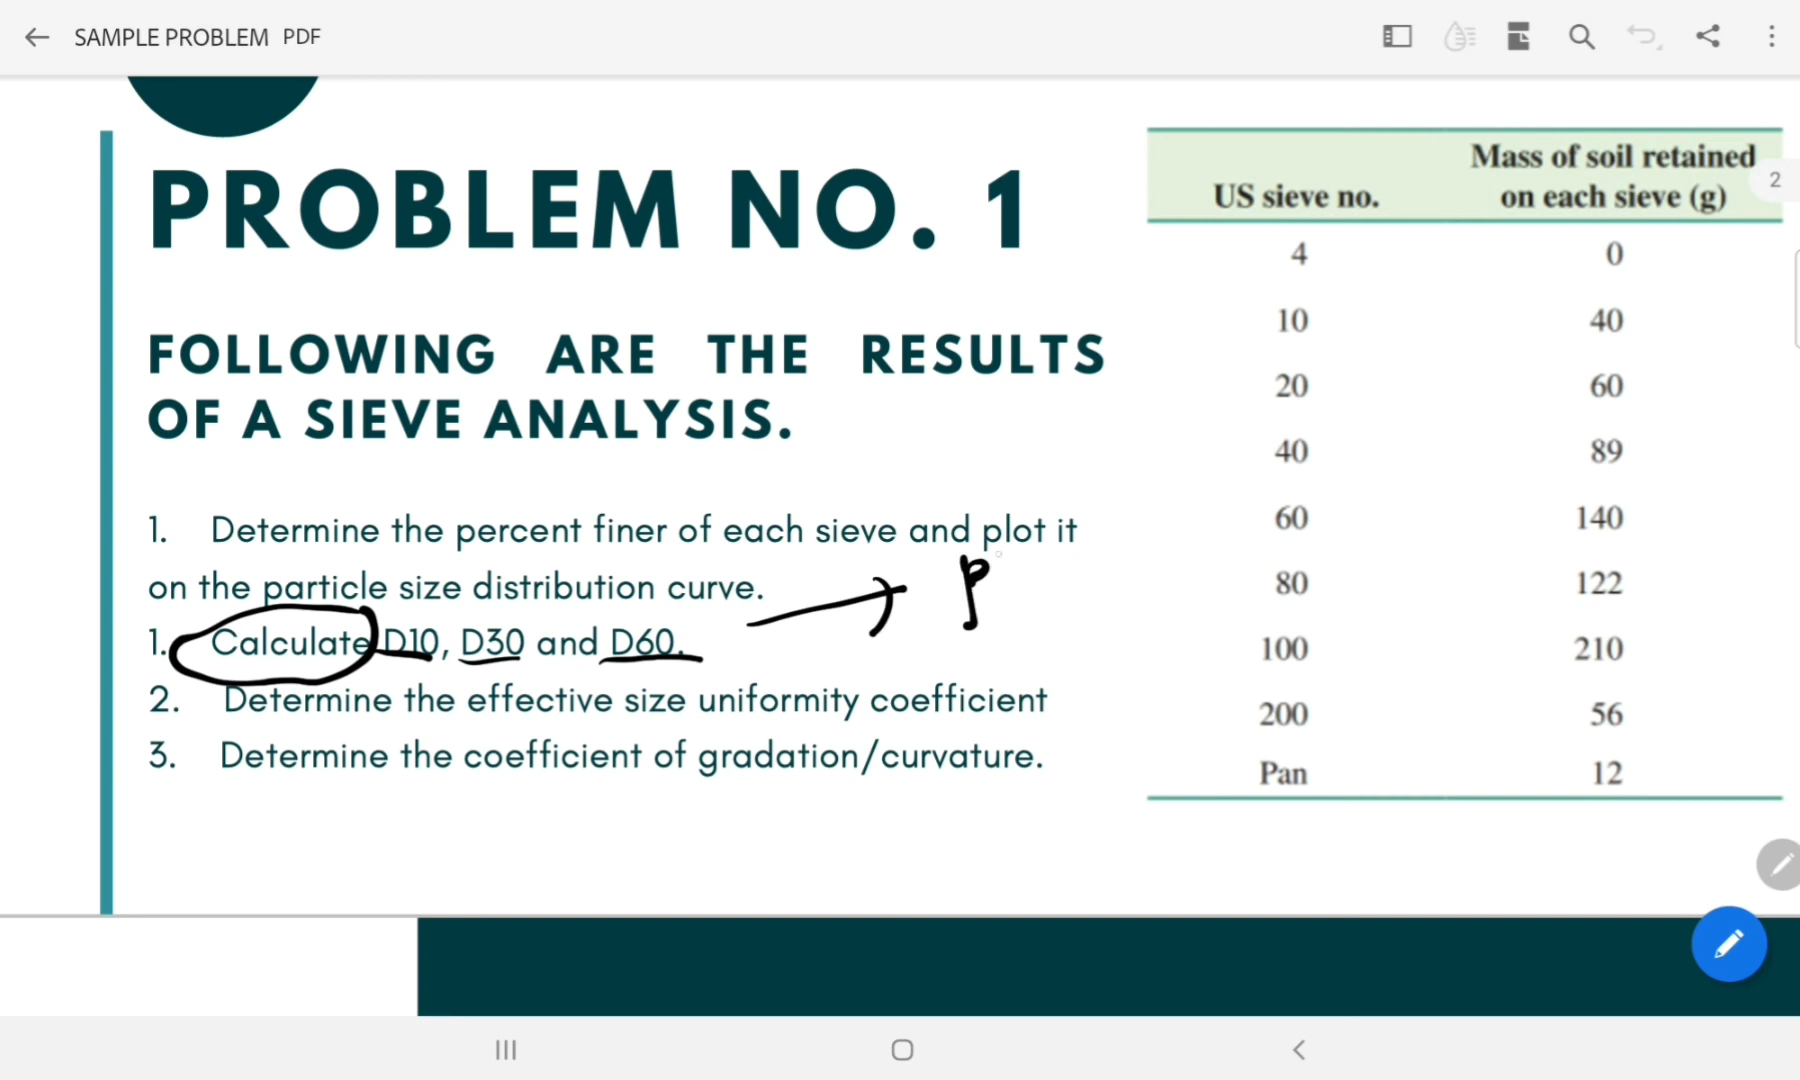 SAMPLE PROBLEM PDF
PROBLEM NO. 1
FOLLOWING ARE THE RESULTS
OF A SIEVE ANALYSIS.
1. Determine the percent finer of each sieve and plot it
on the particle size distribution curve.
1. Calculate D10, D30 and D60.
2. Determine the effective size uniformity coefficient
3. Determine the coefficient of gradation/curvature.
p
Mass of soil retained
US sieve no. on each sieve (g)
2
4 0
10 40
20 60
40 89
60 140
80 122
100 210
200 56
Pan 12